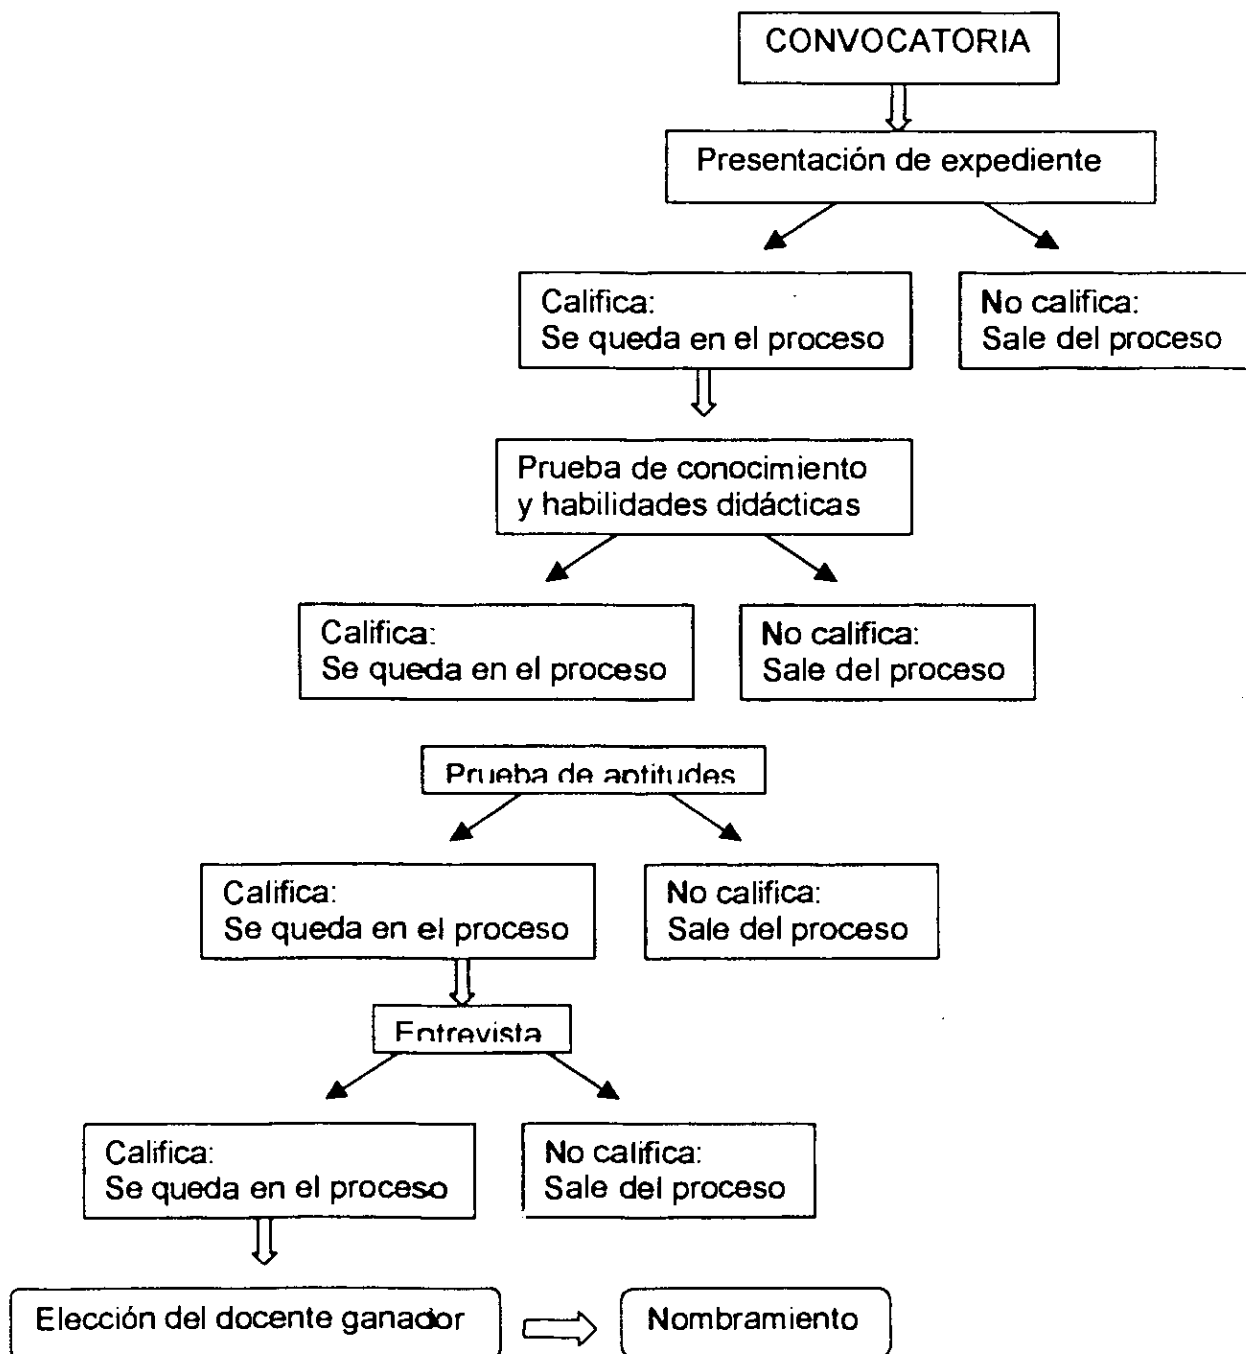 CONVOCATORIA
Presentación de expediente
Califica:
Se queda en el proceso
No califica:
Sale del proceso
Prueba de conocimiento
y habilidades didácticas
Califica:
Se queda en el proceso
No califica:
Sale del proceso
Prueba de aptitudes
Califica:
Se queda en el proceso
No califica:
Sale del proceso
Entrevista
Califica:
Se queda en el proceso
No califica:
Sale del proceso
Elección del docente ganador
Nombramiento